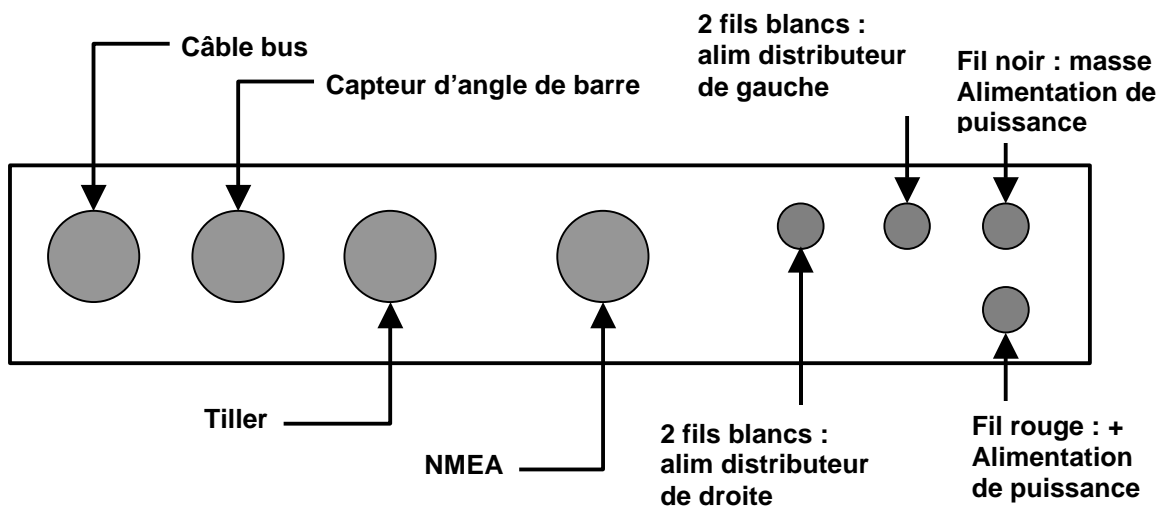 Câble bus
Capteur d'angle de barre
2 fils blancs :
alim distributeur
de gauche
Fil noir : masse
Alimentation de
puissance
Tiller
NMEA
2 fils blancs :
alim distributeur
de droite
Fil rouge : +
Alimentation
de puissance